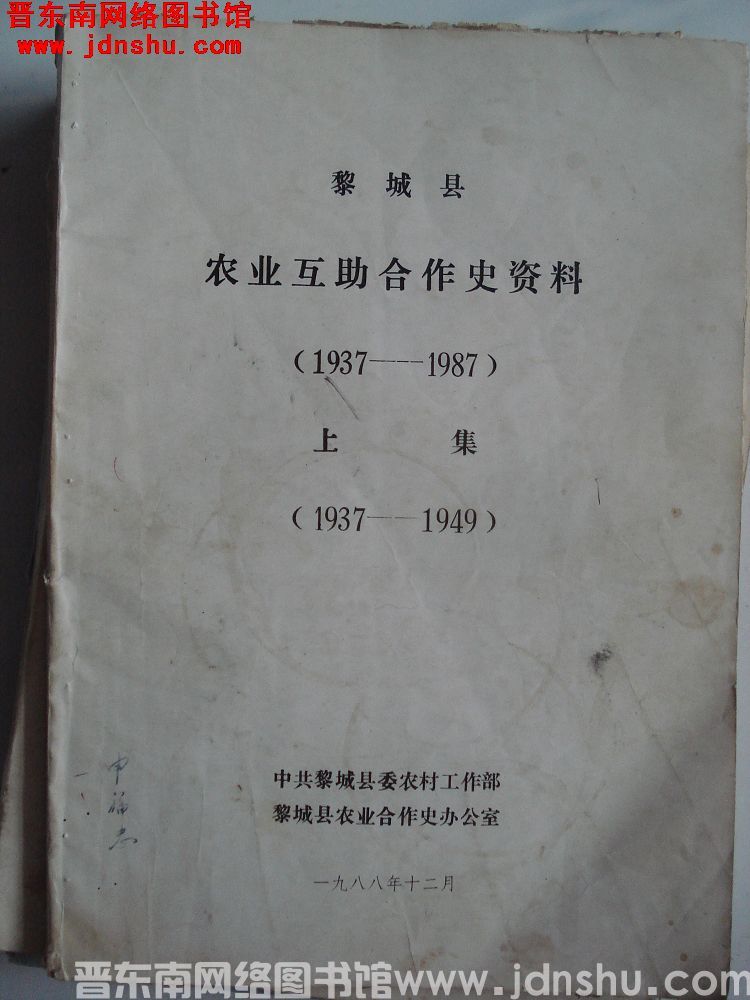 晋东南网络图书馆
www.jdnshu.com
黎城县
农业互助合作史资料
（1937——1987）
上集
（1937——1949）
中共黎城县委农村工作部
黎城县农业合作史办公室
一九八八年十二月
申福志
晋东南网络图书馆www.jdnshu.com